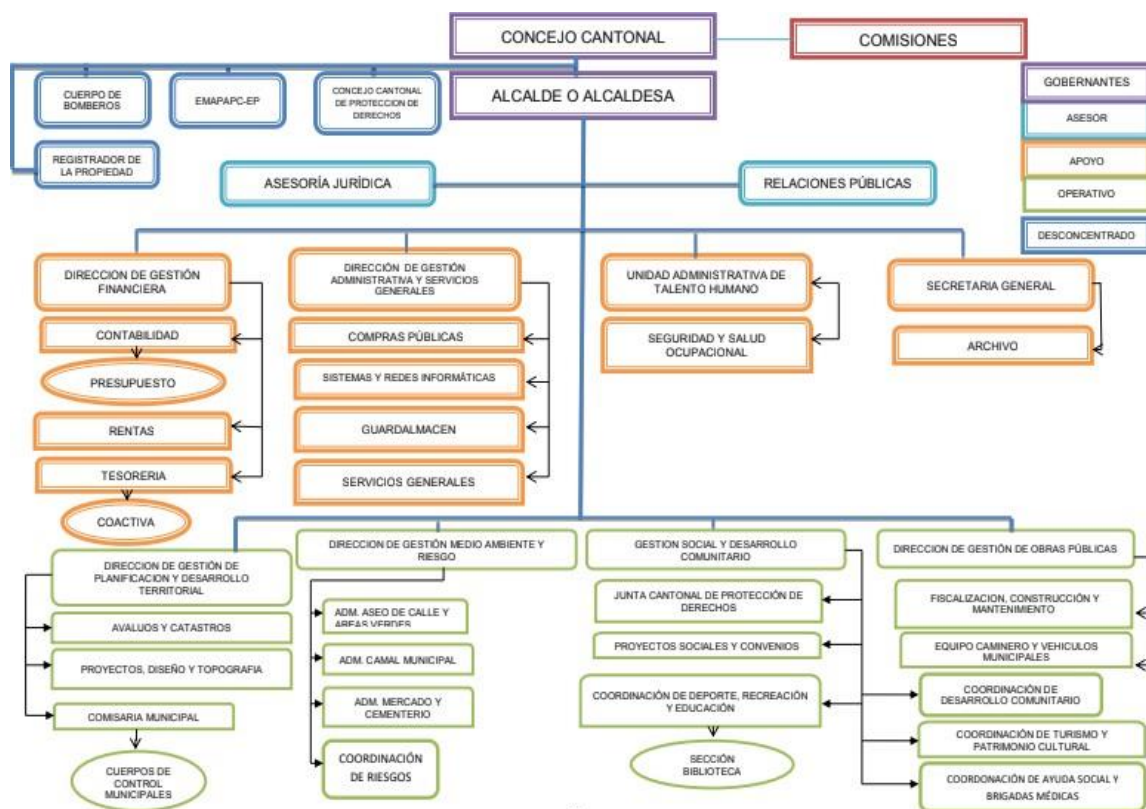 CONCEJO CANTONAL
COMISIONES
CUERPO DE
BOMBEROS
EMAPAPC-EP
CONCEJO CANTONAL
DE PROTECCION DE
DERECHOS
ALCALDE O ALCALDESA
GOBERNANTES
ASESOR
APOYO
OPERATIVO
DESCONCENTRADO
REGISTRADOR DE
LA PROPIEDAD
ASESORÍA JURÍDICA
RELACIONES PÚBLICAS
DIRECCION DE GESTIÓN
FINANCIERA
CONTABILIDAD
PRESUPUESTO
RENTAS
TESORERIA
COACTIVA
DIRECCIÓN DE GESTIÓN
ADMINISTRATIVA Y SERVICIOS
GENERALES
COMPRAS PÚBLICAS
SISTEMAS Y REDES INFORMÁTICAS
GUARDALMACEN
SERVICIOS GENERALES
UNIDAD ADMINISTRATIVA DE
TALENTO HUMANO
SEGURIDAD Y SALUD
OCUPACIONAL
SECRETARIA GENERAL
ARCHIVO
DIRECCION DE GESTIÓN DE
PLANIFICACION Y DESARROLLO
TERRITORIAL
AVALUOS Y CATASTROS
PROYECTOS, DISEÑO Y TOPOGRAFIA
COMISARIA MUNICIPAL
CUERPOS DE
CONTROL
MUNICIPALES
DIRECCION DE GESTIÓN MEDIO AMBIENTE Y
RIESGO
ADM. ASEO DE CALLE Y
AREAS VERDES
ADM. CAMAL MUNICIPAL
ADM. MERCADO Y
CEMENTERIO
COORDINACIÓN
DE RIESGOS
GESTION SOCIAL Y DESARROLLO
COMUNITARIO
JUNTA CANTONAL DE PROTECCIÓN DE
DERECHOS
PROYECTOS SOCIALES Y CONVENIOS
COORDINACIÓN DE DEPORTE, RECREACIÓN
Y EDUCACIÓN
SECCIÓN
BIBLIOTECA
DIRECCION DE GESTIÓN DE OBRAS PÚBLICAS
FISCALIZACION, CONSTRUCCIÓN Y
MANTENIMIENTO
EQUIPO CAMINERO Y VEHICULOS
MUNICIPALES
COORDINACIÓN DE
DESARROLLO COMUNITARIO
COORDINACIÓN DE TURISMO Y
PATRIMONIO CULTURAL
COORDONACIÓN DE AYUDA SOCIAL Y
BRIGADAS MÉDICAS